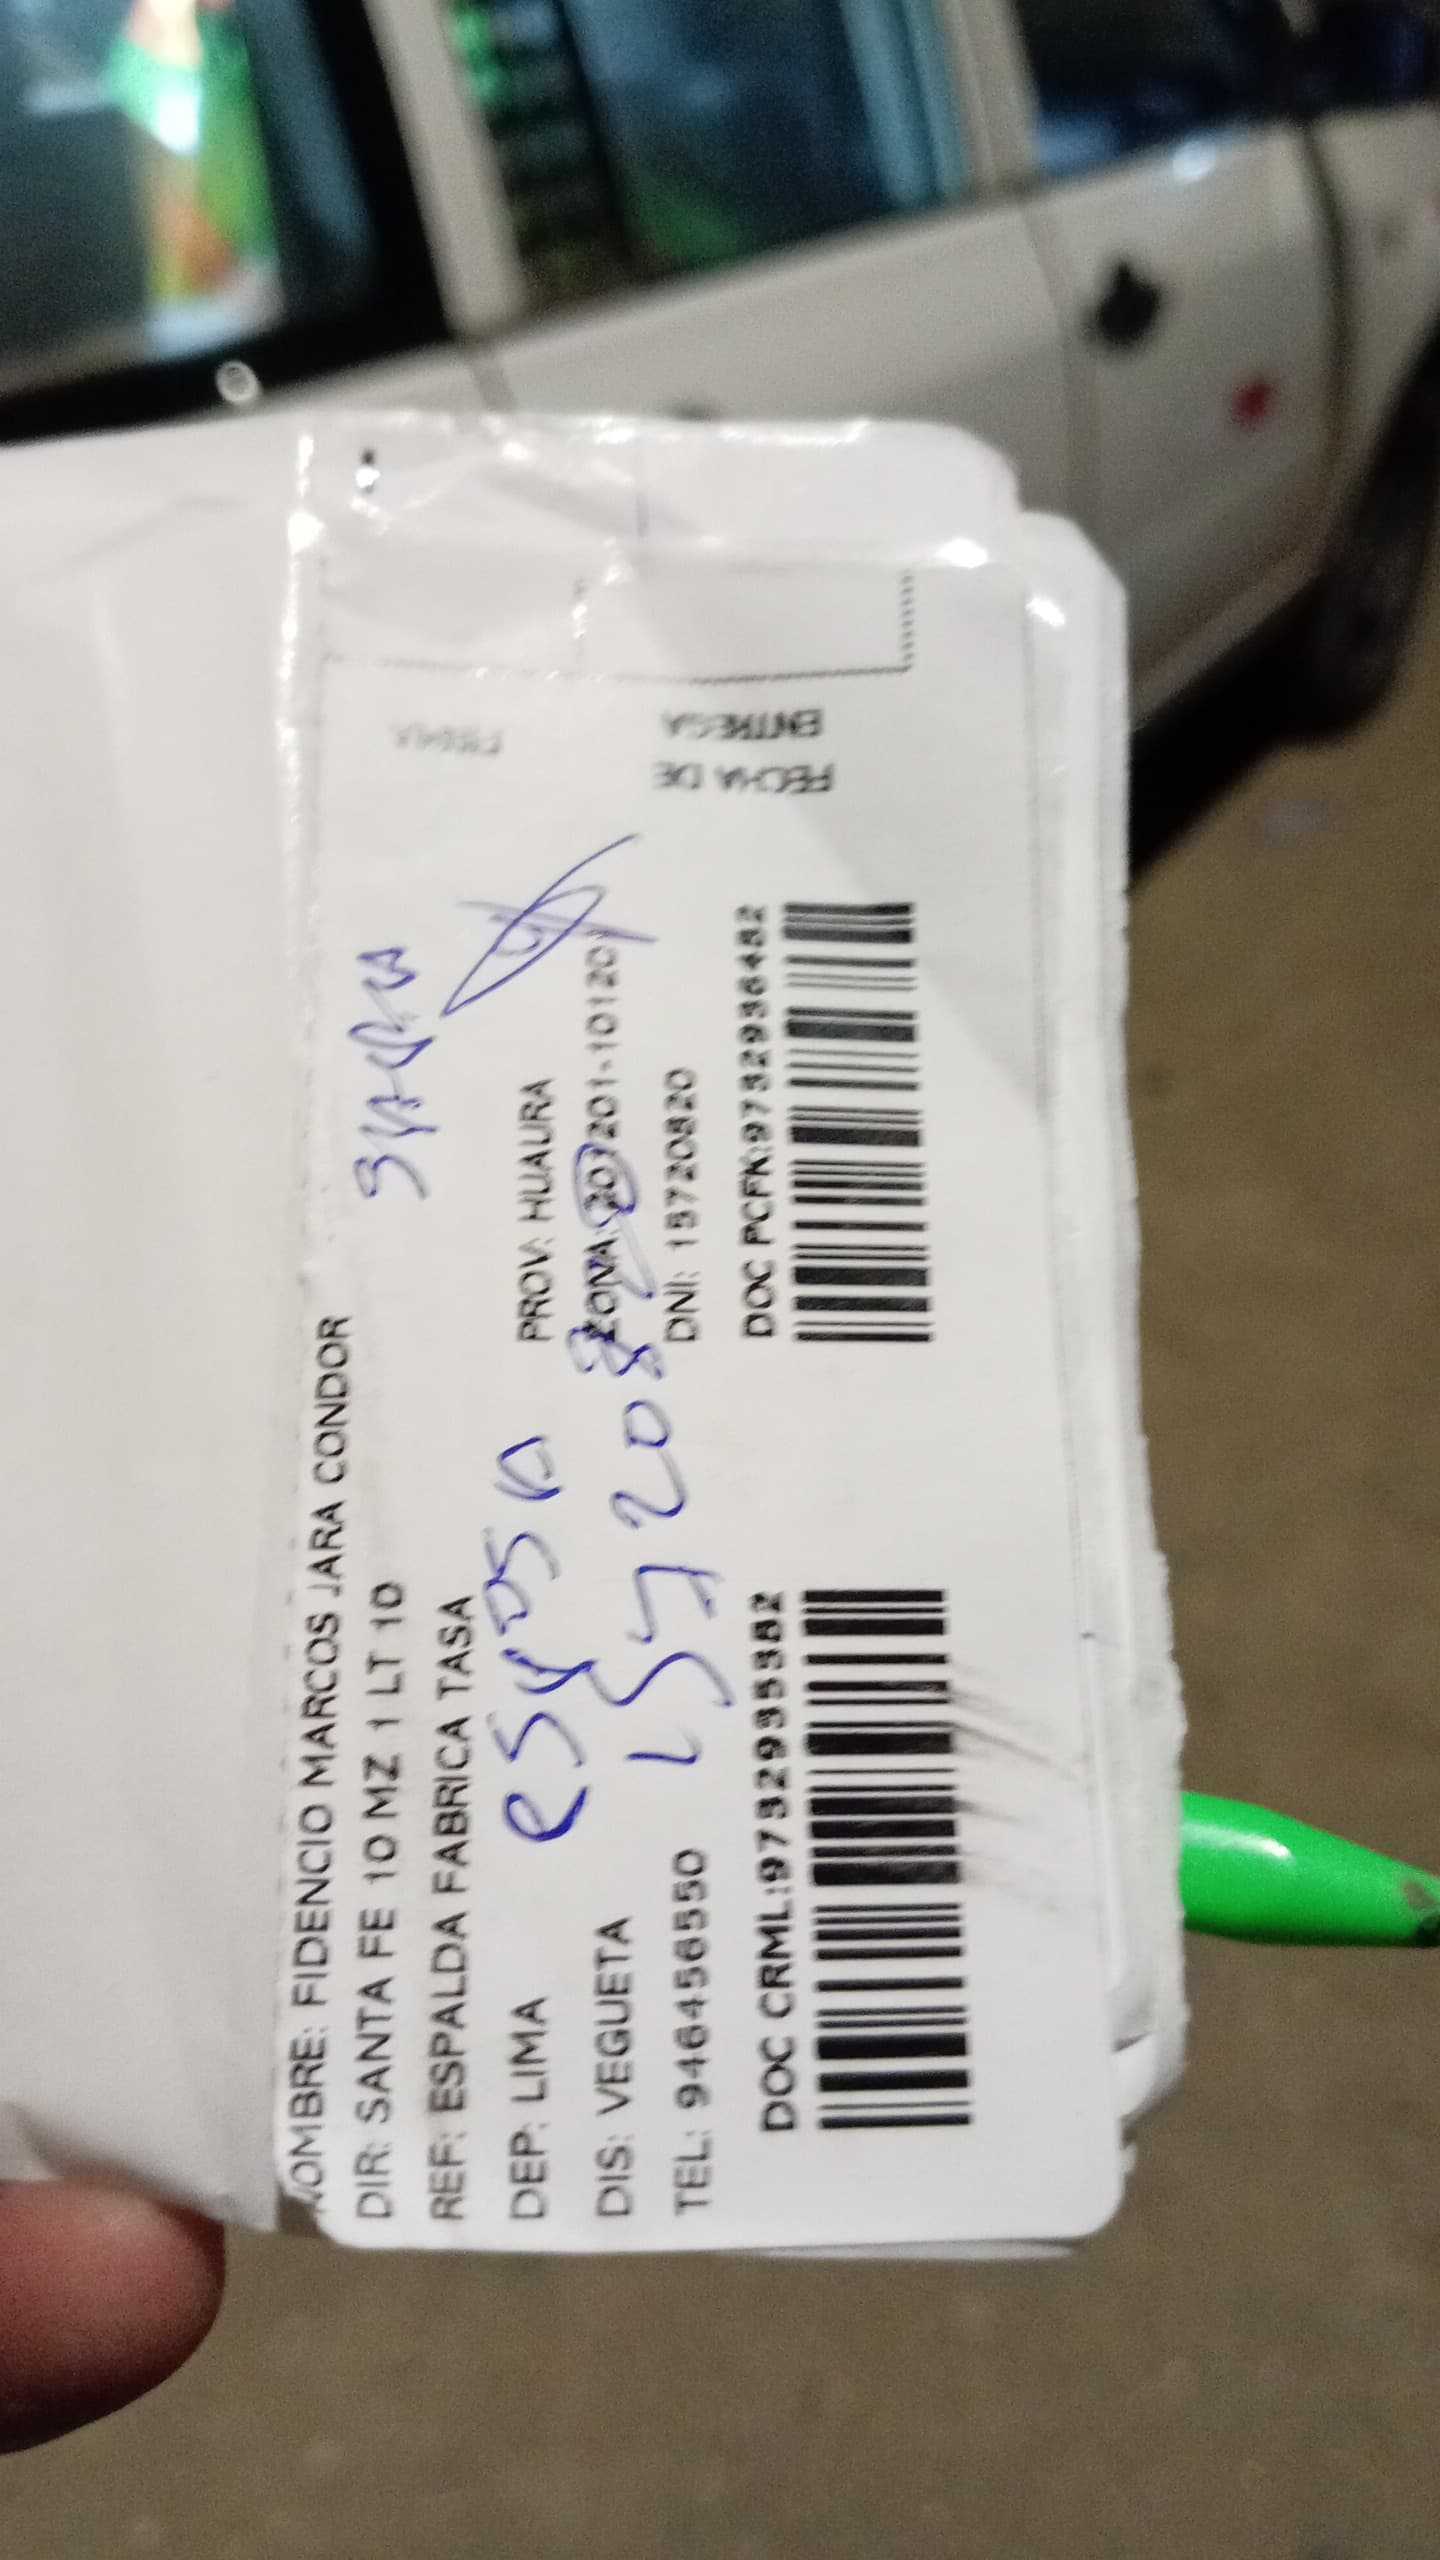 NOMBRE: FIDENCIO MARCOS JARA CONDOR
DIR: SANTA FE 10 MZ 1 LT 10
REF: ESPALDA FABRICA TASA
DEP: LIMA PROV: HUAURA
DIS: VEGUETA ZONA: 201201-10120
TEL: 946456550 DNI: 15720820
DOC CRML:9732935382 DOC PCFK:9732936482
FECHA DE
ENTREGA
FIRMA